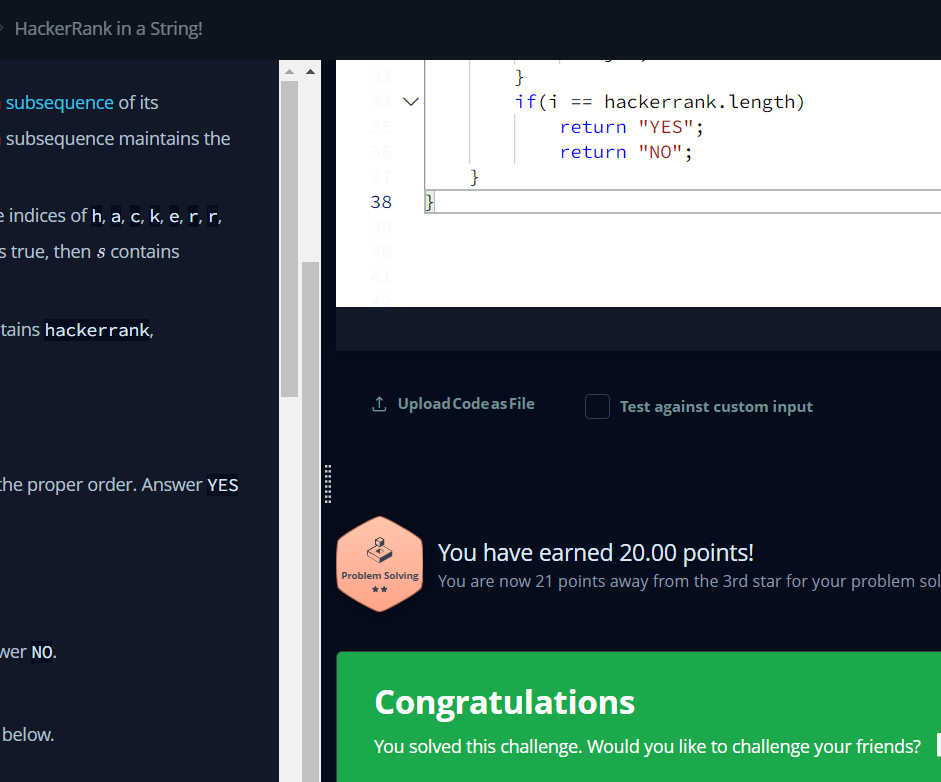 HackerRank in a String!
subsequence of its
subsequence maintains the
e indices of h, a, c, k, e, r, r,
s true, then s contains
tains hackerrank,
the proper order. Answer YES
wer NO.
below.
33 }
34 if(i == hackerrank.length)
35 return "YES";
36 return "NO";
37 }
38 }
39
40
41
42
Upload Code as File
Test against custom input
Problem Solving
You have earned 20.00 points!
You are now 21 points away from the 3rd star for your problem sol
Congratulations
You solved this challenge. Would you like to challenge your friends?